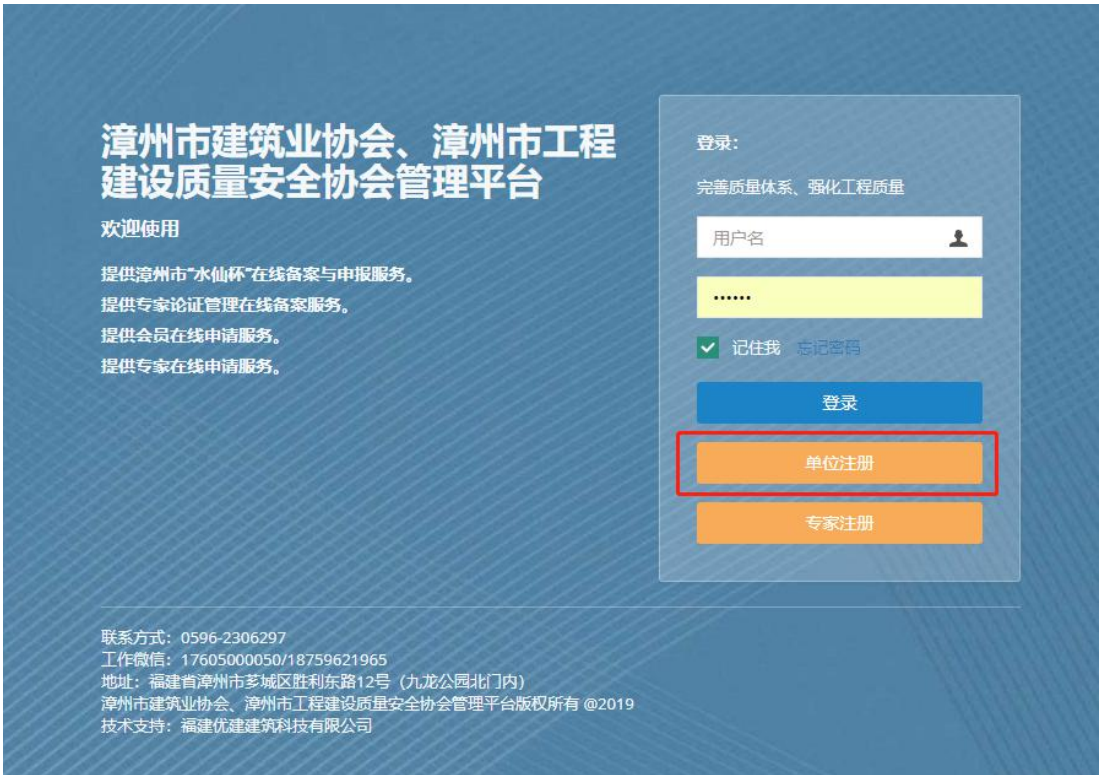 漳州市建筑业协会、漳州市工程
建设质量安全协会管理平台
欢迎使用
提供漳州市"水仙杯"在线备案与申报服务。
提供专家论证管理在线备案服务。
提供会员在线申请服务。
提供专家在线申请服务。
登录:
完善质量体系、强化工程质量
用户名
••••••
记住我 忘记密码
登录
单位注册
专家注册
联系方式：0596-2306297
工作微信：17605000050/18759621965
地址：福建省漳州市芗城区胜利东路12号（九龙公园北门内）
漳州市建筑业协会、漳州市工程建设质量安全协会管理平台版权所有 @2019
技术支持：福建优建建筑科技有限公司